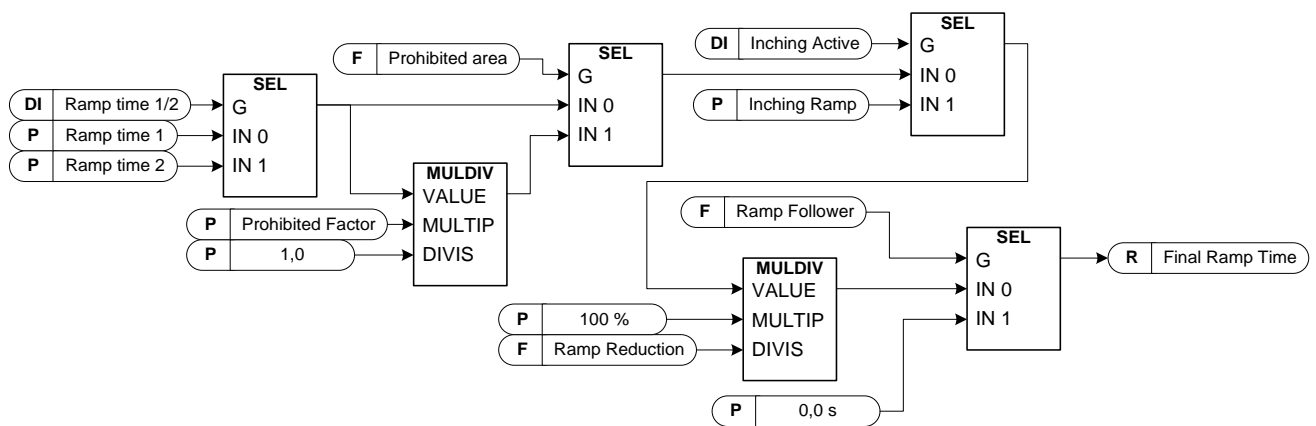 SEL
DI Inching Active
G
IN 0
P Inching Ramp
IN 1
SEL
F Prohibited area
G
IN 0
IN 1
SEL
DI Ramp time 1/2
G
P Ramp time 1
IN 0
P Ramp time 2
IN 1
MULDIV
VALUE
P Prohibited Factor
MULTIP
P 1,0
DIVIS
F Ramp Follower
SEL
G
IN 0
IN 1
R Final Ramp Time
MULDIV
VALUE
P 100 %
MULTIP
F Ramp Reduction
DIVIS
P 0,0 s